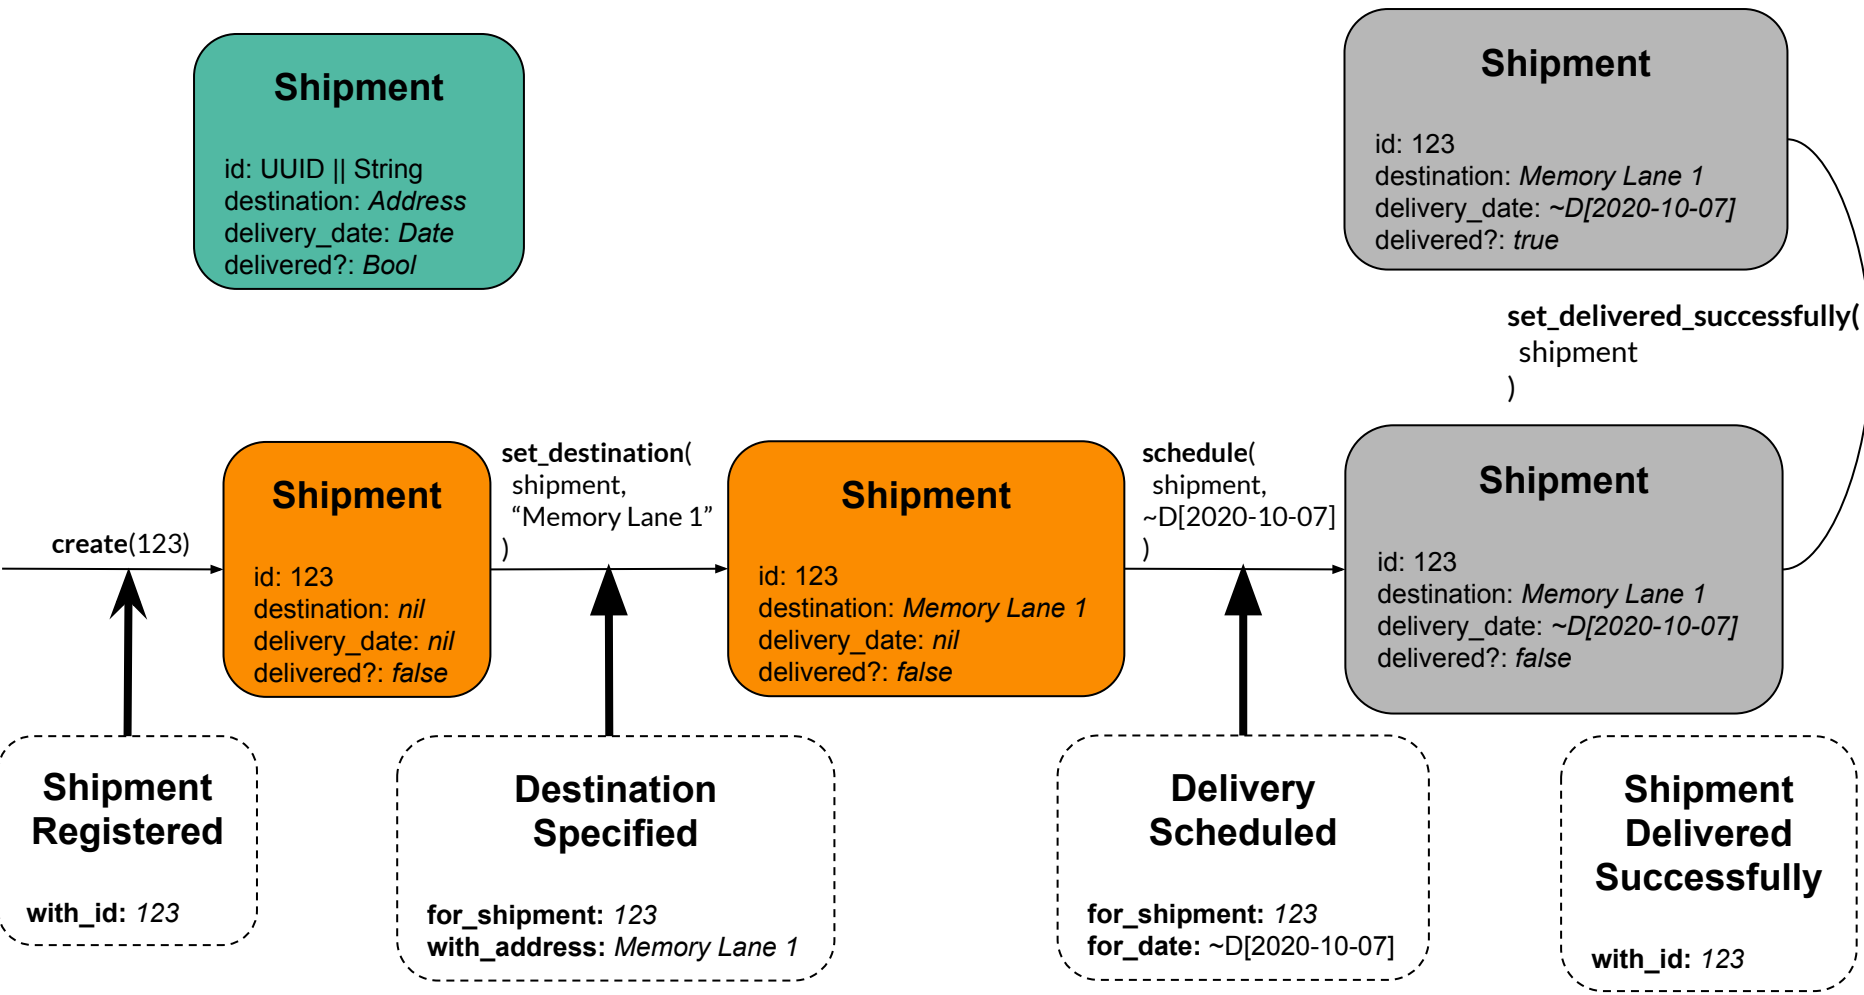 Shipment
id: UUID || String
destination: Address
delivery_date: Date
delivered?: Bool
Shipment
id: 123
destination: Memory Lane 1
delivery_date: ~D[2020-10-07]
delivered?: true
set_delivered_successfully(
shipment
)
create(123)
Shipment
id: 123
destination: nil
delivery_date: nil
delivered?: false
set_destination(
shipment,
“Memory Lane 1”
)
Shipment
id: 123
destination: Memory Lane 1
delivery_date: nil
delivered?: false
schedule(
shipment,
~D[2020-10-07]
)
Shipment
id: 123
destination: Memory Lane 1
delivery_date: ~D[2020-10-07]
delivered?: false
Shipment
Registered
with_id: 123
Destination
Specified
for_shipment: 123
with_address: Memory Lane 1
Delivery
Scheduled
for_shipment: 123
for_date: ~D[2020-10-07]
Shipment
Delivered
Successfully
with_id: 123